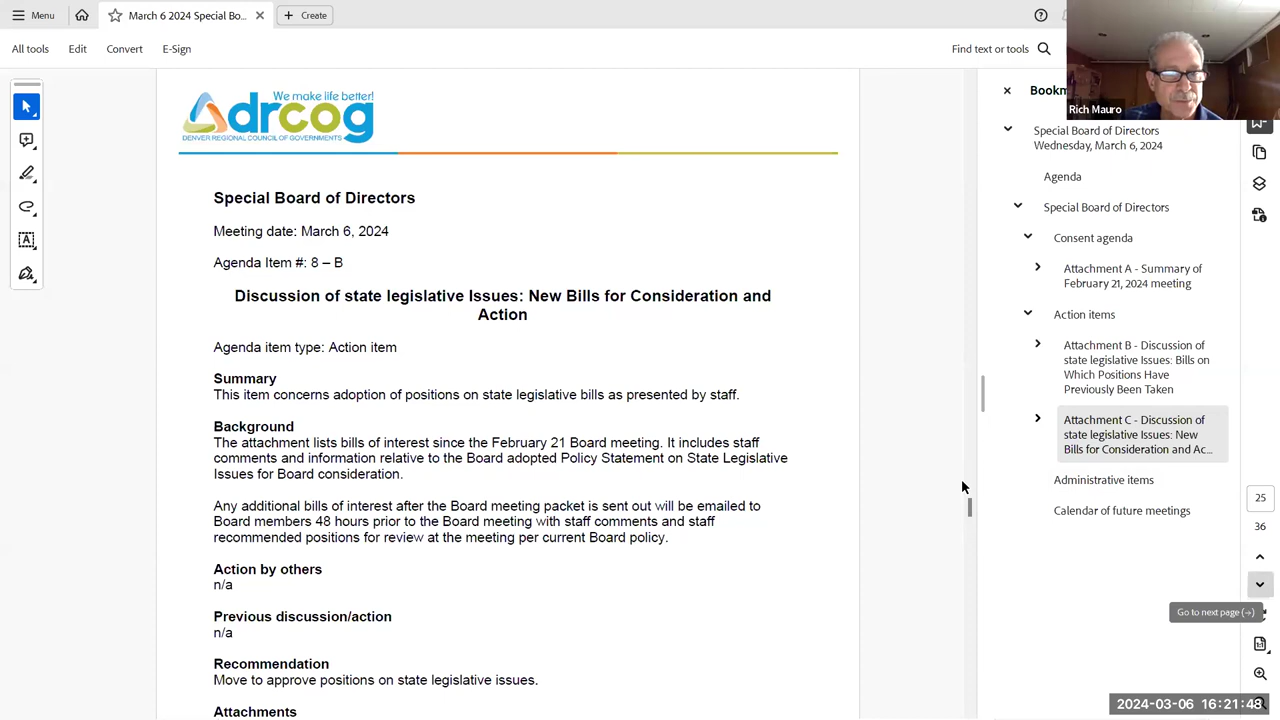 Menu
March 6 2024 Special Bo...
Create
All tools
Edit
Convert
E-Sign
Find text or tools
Rich Mauro
We make life better!
drcog
DENVER REGIONAL COUNCIL OF GOVERNMENTS
Special Board of Directors
Meeting date: March 6, 2024
Agenda Item #: 8 – B
Discussion of state legislative Issues: New Bills for Consideration and
Action
Agenda item type: Action item
Summary
This item concerns adoption of positions on state legislative bills as presented by staff.
Background
The attachment lists bills of interest since the February 21 Board meeting. It includes staff
comments and information relative to the Board adopted Policy Statement on State Legislative
Issues for Board consideration.
Any additional bills of interest after the Board meeting packet is sent out will be emailed to
Board members 48 hours prior to the Board meeting with staff comments and staff
recommended positions for review at the meeting per current Board policy.
Action by others
n/a
Previous discussion/action
n/a
Recommendation
Move to approve positions on state legislative issues.
Attachments
Bookm
Special Board of Directors
Wednesday, March 6, 2024
Agenda
Special Board of Directors
Consent agenda
Attachment A - Summary of
February 21, 2024 meeting
Action items
Attachment B - Discussion of
state legislative Issues: Bills on
Which Positions Have
Previously Been Taken
Attachment C - Discussion of
state legislative Issues: New
Bills for Consideration and Ac...
Administrative items
Calendar of future meetings
25
36
Go to next page (→)
2024-03-06 16:21:48